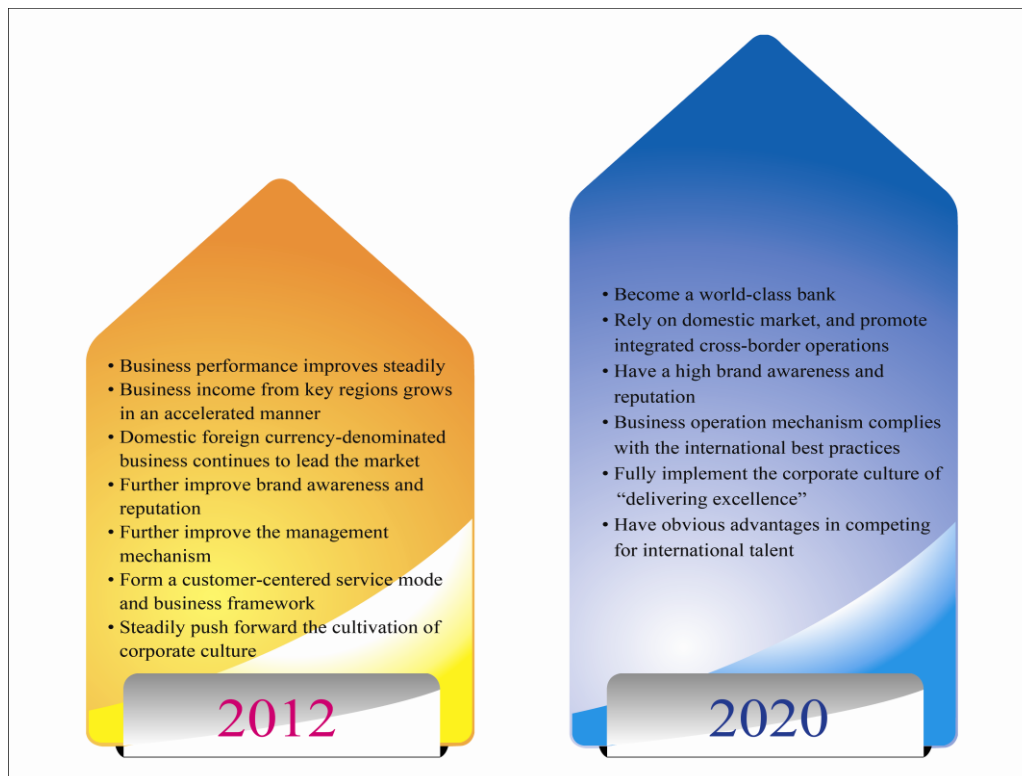 • Business performance improves steadily
• Business income from key regions grows
in an accelerated manner
• Domestic foreign currency-denominated
business continues to lead the market
• Further improve brand awareness and
reputation
• Further improve the management
mechanism
• Form a customer-centered service mode
and business framework
• Steadily push forward the cultivation of
corporate culture
2012
• Become a world-class bank
• Rely on domestic market, and promote
integrated cross-border operations
• Have a high brand awareness and
reputation
• Business operation mechanism complies
with the international best practices
• Fully implement the corporate culture of
“delivering excellence”
• Have obvious advantages in competing
for international talent
2020